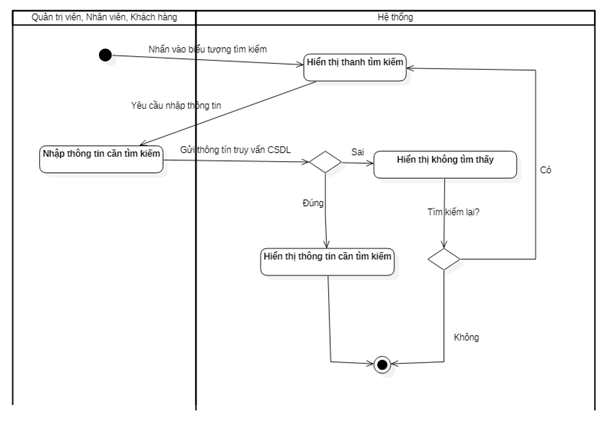 Quản trị viên, Nhân viên, Khách hàng
Hệ thống
Nhấn vào biểu tượng tìm kiếm
Hiển thị thanh tìm kiếm
Yêu cầu nhập thông tin
Nhập thông tin cần tìm kiếm
Gửi thông tín truy vấn CSDL
Sai
Hiển thị không tìm thấy
Có
Đúng
Tìm kiếm lại?
Hiển thị thông tin cần tìm kiếm
Không